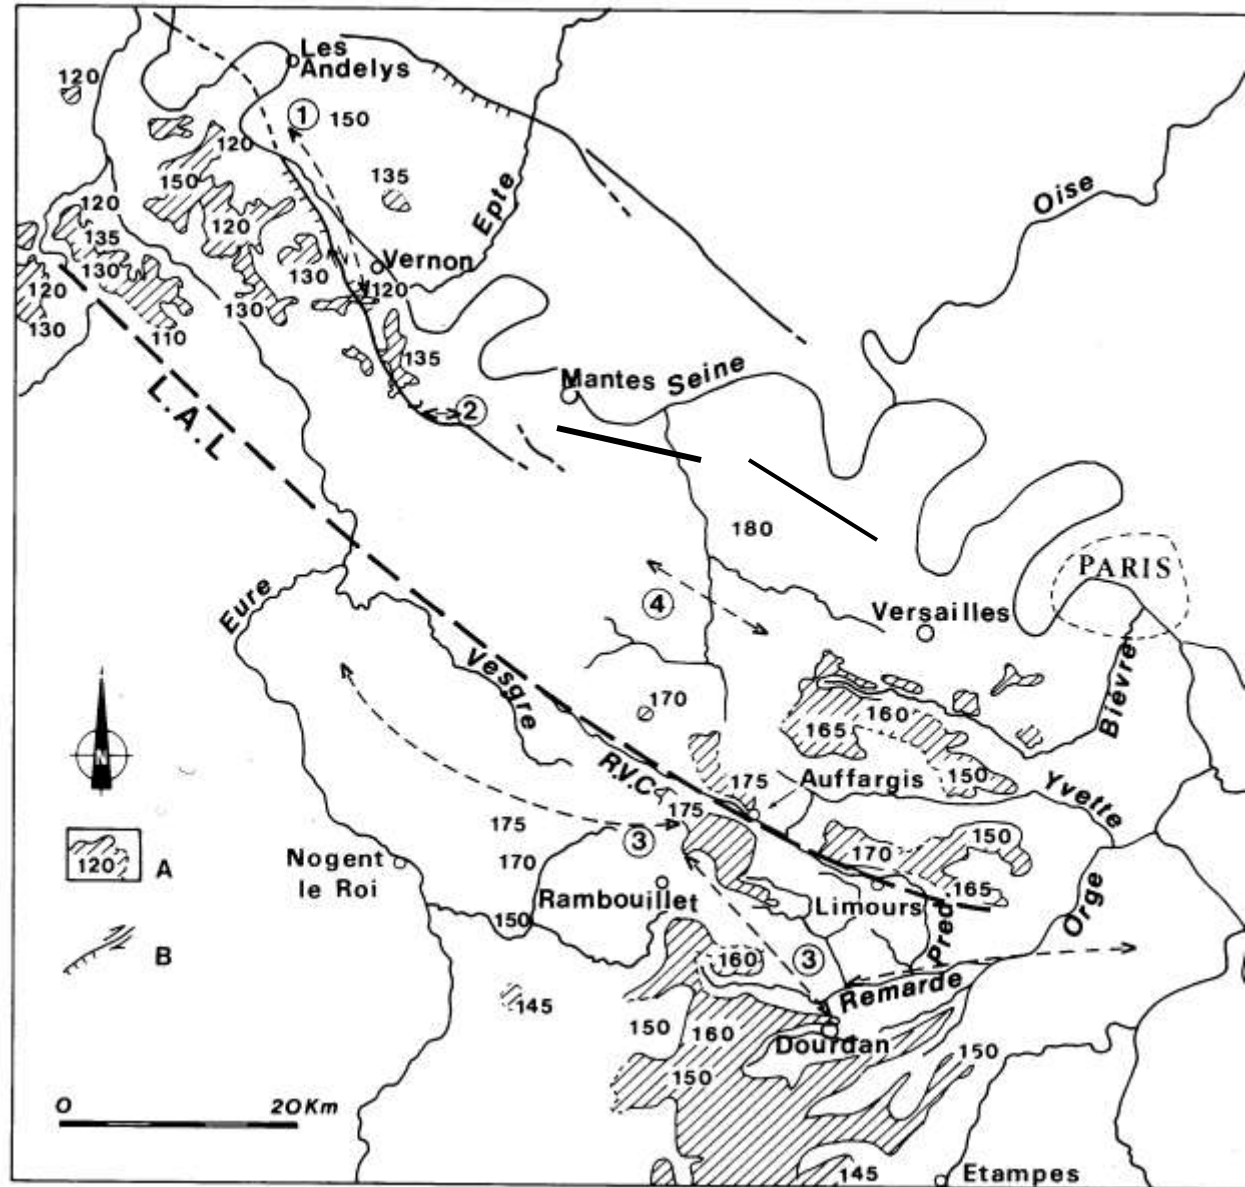 Les
Andelys
120
1
150
120
135
150
Epte
Oise
120
135
120
130
Vernon
130
120
120
130
130
110
135
L.A.L
Mantes
Seine
2
180
PARIS
4
Versailles
Eure
Vesgre
Bièvre
170
160
165
R.V.C
175
Auffargis
150
Yvette
175
175
3
150
Nogent
le Roi
170
170
Rambouillet
165
Limours
Pred.
Orge
150
160
3
Remarde
145
150
160
Dourdan
150
150
145
Etampes
N
120
A
B
0
20Km